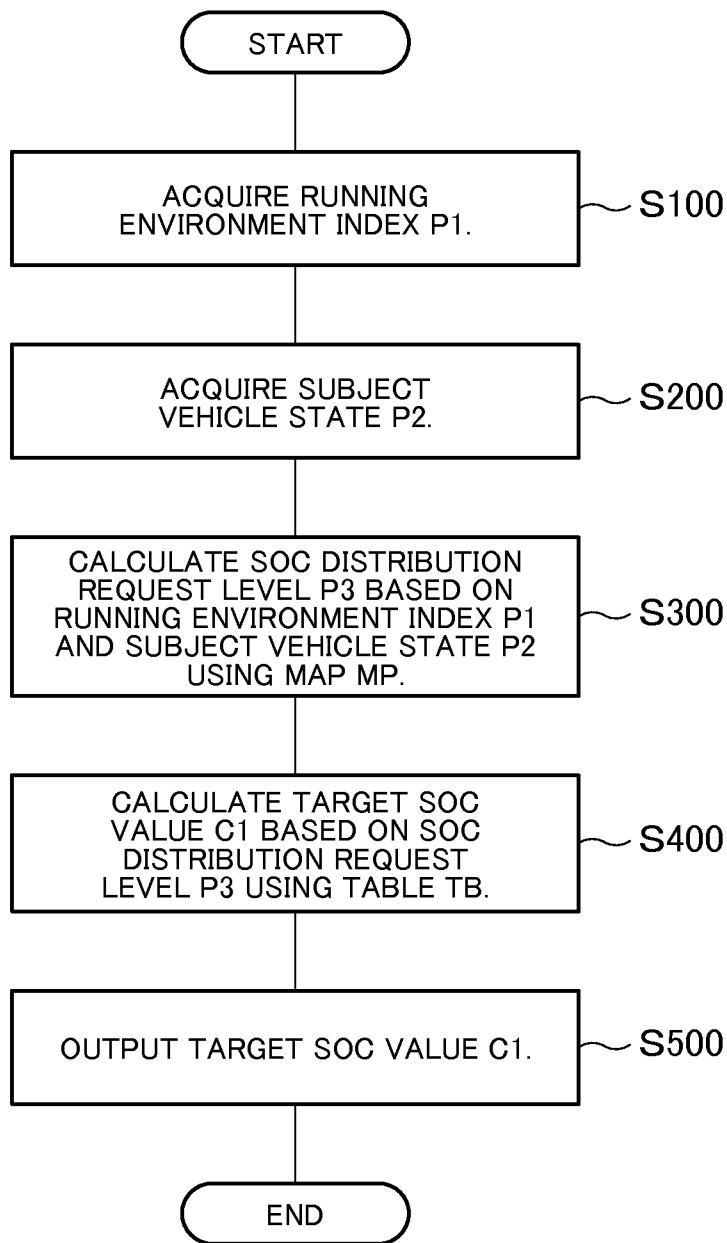 START
ACQUIRE RUNNING
ENVIRONMENT INDEX P1.
S100
ACQUIRE SUBJECT
VEHICLE STATE P2.
S200
CALCULATE SOC DISTRIBUTION
REQUEST LEVEL P3 BASED ON
RUNNING ENVIRONMENT INDEX P1
AND SUBJECT VEHICLE STATE P2
USING MAP MP.
S300
CALCULATE TARGET SOC
VALUE C1 BASED ON SOC
DISTRIBUTION REQUEST
LEVEL P3 USING TABLE TB.
S400
OUTPUT TARGET SOC VALUE C1.
S500
END